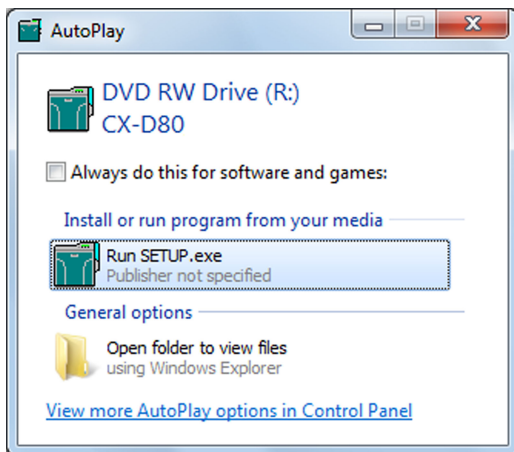 AutoPlay
DVD RW Drive (R:)
CX-D80
Always do this for software and games:
Install or run program from your media
Run SETUP.exe
Publisher not specified
General options
Open folder to view files
using Windows Explorer
View more AutoPlay options in Control Panel